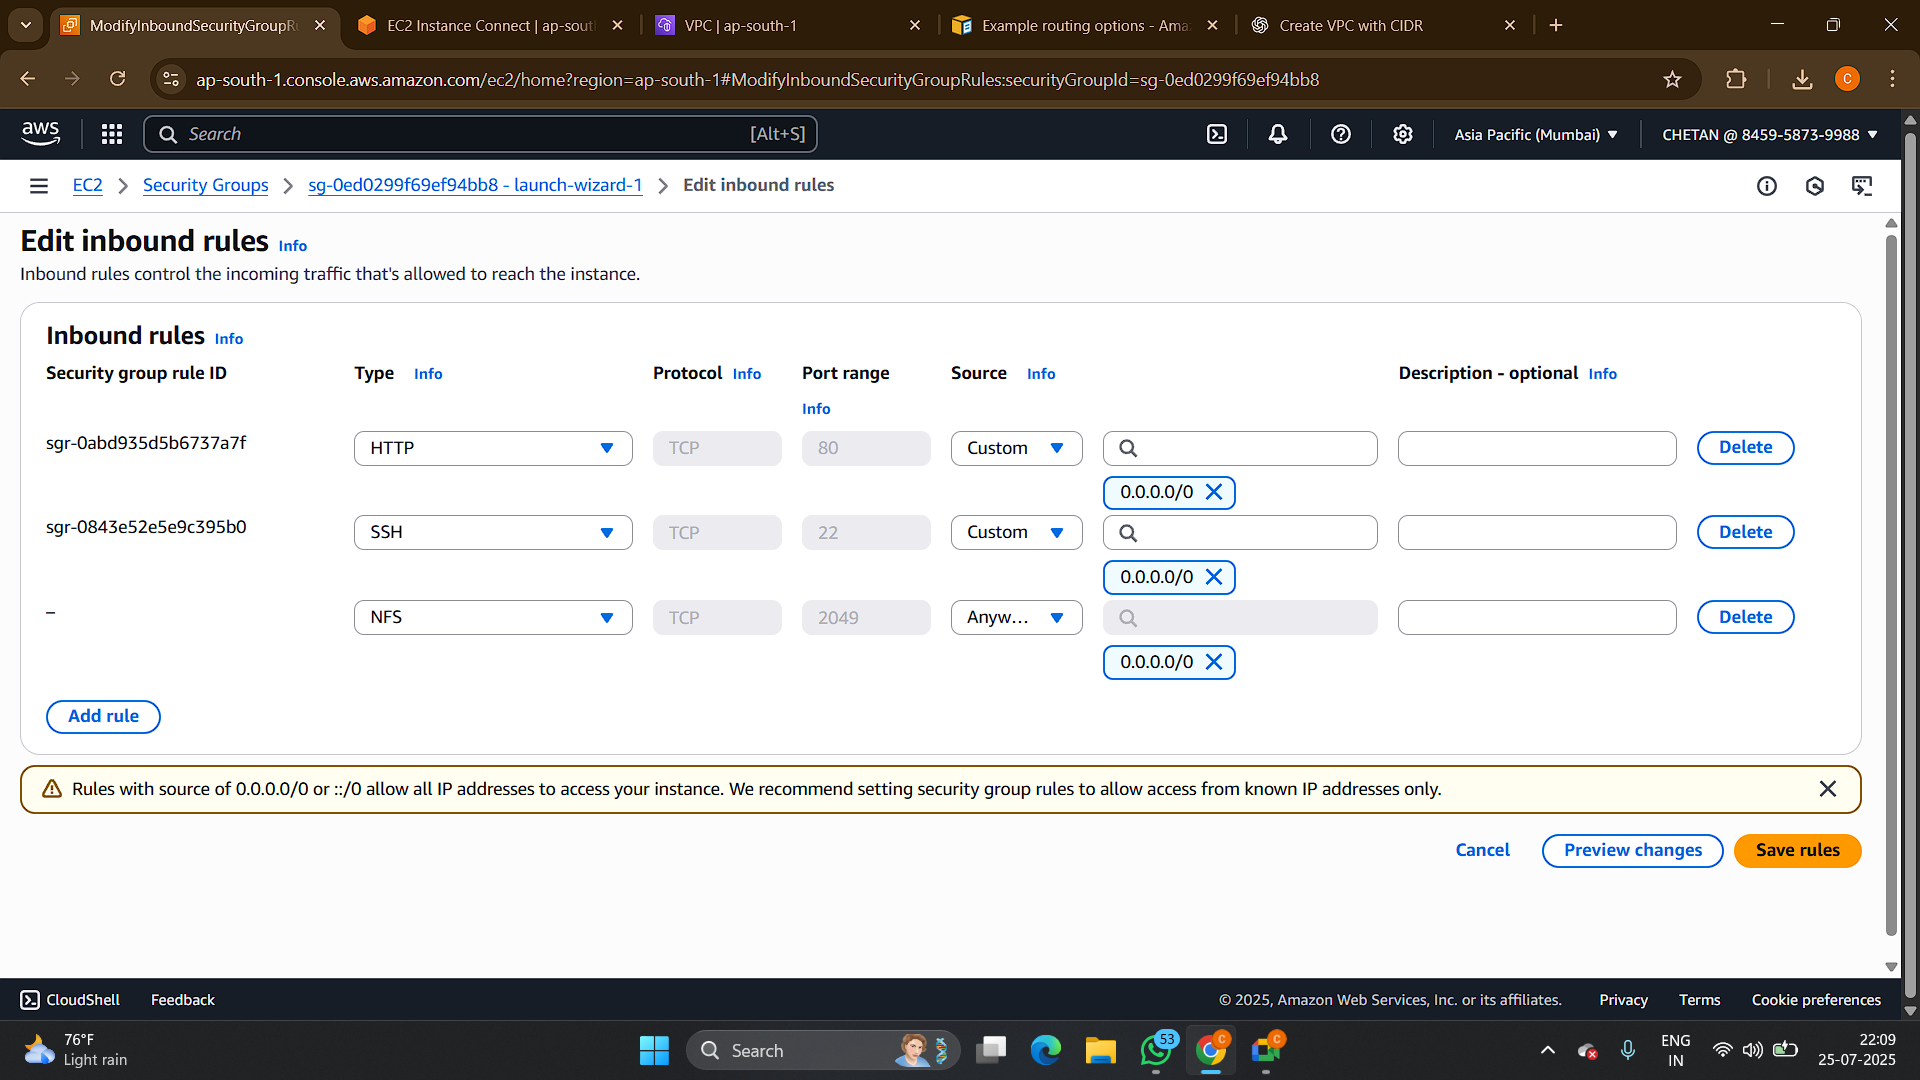 ModifyInboundSecurityGroupRu
EC2 Instance Connect | ap-sout
VPC | ap-south-1
Example routing options - Ama
Create VPC with CIDR
ap-south-1.console.aws.amazon.com/ec2/home?region=ap-south-1#ModifyInboundSecurityGroupRules:securityGroupId=sg-0ed0299f69ef94bb8
C
aws
Search
[Alt+S]
Asia Pacific (Mumbai)
CHETAN @ 8459-5873-9988
EC2
Security Groups
sg-0ed0299f69ef94bb8 - launch-wizard-1
Edit inbound rules
Edit inbound rules Info
Inbound rules control the incoming traffic that's allowed to reach the instance.
Inbound rules Info
Security group rule ID
Type Info
Protocol Info
Port range
Info
Source Info
Description - optional Info
sgr-0abd935d5b6737a7f
HTTP
TCP
80
Custom
Delete
0.0.0.0/0
sgr-0843e52e5e9c395b0
SSH
TCP
22
Custom
Delete
0.0.0.0/0
–
NFS
TCP
2049
Anyw...
Delete
0.0.0.0/0
Add rule
Rules with source of 0.0.0.0/0 or ::/0 allow all IP addresses to access your instance. We recommend setting security group rules to allow access from known IP addresses only.
Cancel
Preview changes
Save rules
CloudShell
Feedback
© 2025, Amazon Web Services, Inc. or its affiliates.
Privacy
Terms
Cookie preferences
76°F
Light rain
Search
53
C
C
ENG
IN
22:09
25-07-2025